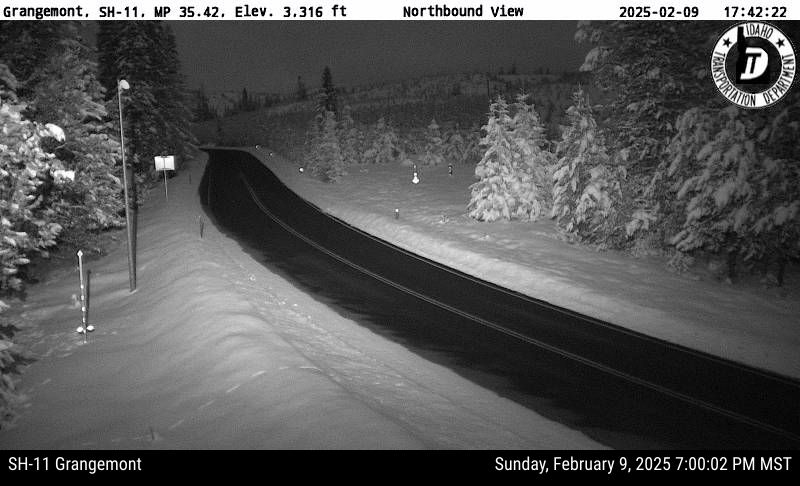 Grangemont, SH-11, MP 35.42, Elev. 3,316 ft Northbound View 2025-02-09 17:42:22
IDAHO
TRANSPORTATION DEPARTMENT
SH-11 Grangemont Sunday, February 9, 2025 7:00:02 PM MST